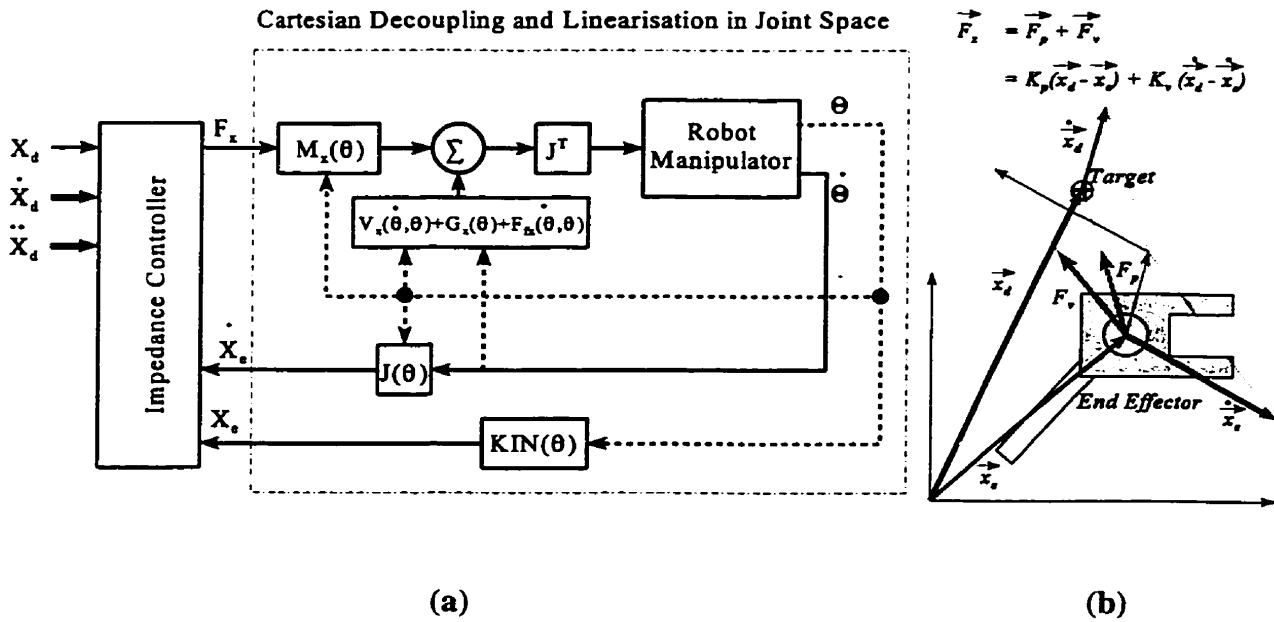 Cartesian Decoupling and Linearisation in Joint Space
X_d
Ẋ_d
Ẍ_d
Impedance Controller
F_x
M_x(θ)
Σ
J^T
Robot
Manipulator
Θ
Θ̇
V_x(θ̇,θ)+G_x(θ)+F_fx(θ̇,θ)
Ẋ_e
J(θ)
X_e
KIN(θ)
(a)
F_x = F_p + F_v
= K_p(x_d - x_e) + K_v(ẋ_d - ẋ_e)
ẋ_d
Target
x_d
F_v
F_p
End Effector
ẋ_e
x_e
(b)